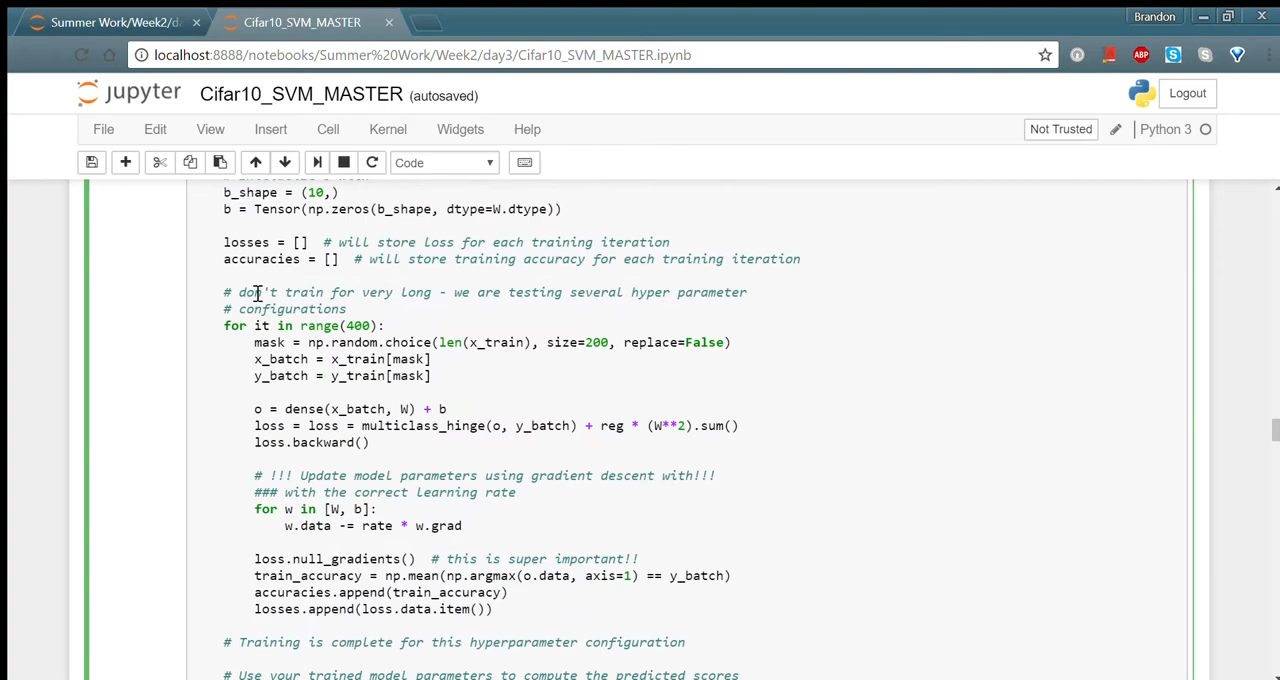 Summer Work/Week2/d
Cifar10_SVM_MASTER
Brandon
localhost:8888/notebooks/Summer%20Work/Week2/day3/Cifar10_SVM_MASTER.ipynb
ABP
jupyter Cifar10_SVM_MASTER (autosaved)
Logout
File Edit View Insert Cell Kernel Widgets Help
Not Trusted Python 3
Code
b_shape = (10,)
b = Tensor(np.zeros(b_shape, dtype=W.dtype))
losses = []  # will store loss for each training iteration
accuracies = []  # will store training accuracy for each training iteration
# don't train for very long - we are testing several hyper parameter
# configurations
for it in range(400):
mask = np.random.choice(len(x_train), size=200, replace=False)
x_batch = x_train[mask]
y_batch = y_train[mask]
o = dense(x_batch, W) + b
loss = loss = multiclass_hinge(o, y_batch) + reg * (W**2).sum()
loss.backward()
# !!! Update model parameters using gradient descent with!!!
### with the correct learning rate
for w in [W, b]:
w.data -= rate * w.grad
loss.null_gradients()  # this is super important!!
train_accuracy = np.mean(np.argmax(o.data, axis=1) == y_batch)
accuracies.append(train_accuracy)
losses.append(loss.data.item())
# Training is complete for this hyperparameter configuration
# Use your trained model parameters to compute the predicted scores